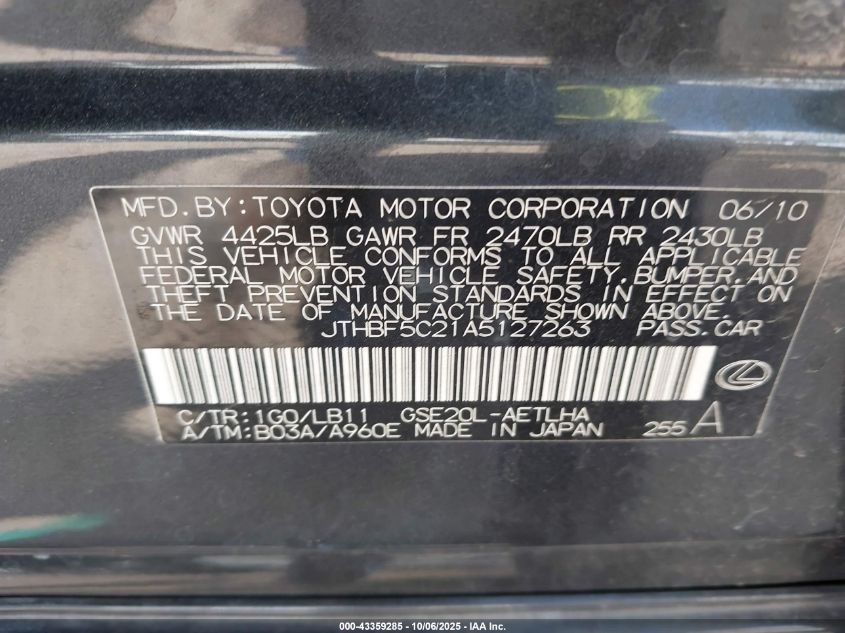 MFD.BY:TOYOTA MOTOR CORPORATION 06/10
GVWR 4425LB GAWR FR 2470LB RR 2430LB
THIS VEHICLE CONFORMS TO ALL APPLICABLE
FEDERAL MOTOR VEHICLE SAFETY,BUMPER,AND
THEFT PREVENTION STANDARDS IN EFFECT ON
THE DATE OF MANUFACTURE SHOWN ABOVE.
JTHBF5C21A5127263 PASS.CAR
C/TR:1G0/LB11 GSE20L-AETLHA
A/TM:B03A/A960E MADE IN JAPAN 255 A
000-43359285 - 10/06/2025 - IAA Inc.